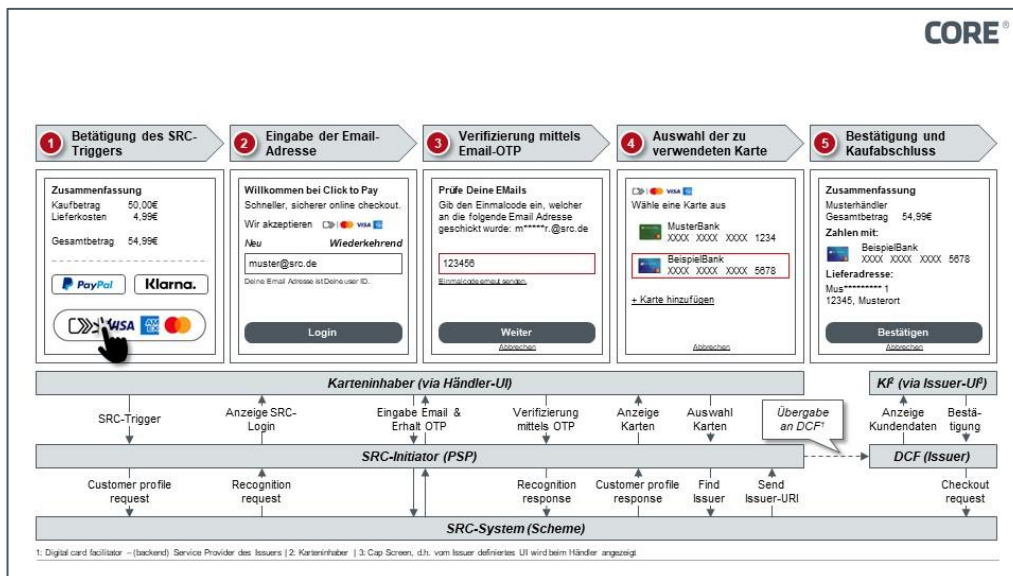 CORE®
1 Betätigung des SRC-
Triggers
2 Eingabe der Email-
Adresse
3 Verifizierung mittels
Email-OTP
4 Auswahl der zu
verwendeten Karte
5 Bestätigung und
Kaufabschluss
Zusammenfassung
Kaufbetrag 50,00€
Lieferkosten 4,99€
Gesamtbetrag 54,99€
PayPal Klarna.
VISA AM EX
Willkommen bei Click to Pay
Schneller, sicherer online checkout.
Wir akzeptieren VISA
Neu Wiederkehrend
muster@src.de
Deine Email Adresse ist Deine user ID.
Login
Prüfe Deine EMails
Gib den Einmalcode ein, welcher
an die folgende Email Adresse
geschickt wurde: m*****r.@src.de
123456
Einmalcode erneut senden.
Weiter
Abbrechen
VISA
Wähle eine Karte aus
MusterBank
XXXX XXXX XXXX 1234
BeispielBank
XXXX XXXX XXXX 5678
+ Karte hinzufügen
Abbrechen
Zusammenfassung
Musterhändler
Gesamtbetrag 54,99€
Zahlen mit:
BeispielBank
XXXX XXXX XXXX 5678
Lieferadresse:
Mus********* 1
12345, Musterort
Bestätigen
Abbrechen
Karteninhaber (via Händler-UI)
KI² (via Issuer-UI³)
SRC-Trigger
Anzeige SRC-
Login
Eingabe Email &
Erhalt OTP
Verifizierung
mittels OTP
Anzeige
Karten
Auswahl
Karten
Übergabe
an DCF¹
Anzeige
Kundendaten
Bestä-
tigung
SRC-Initiator (PSP)
DCF (Issuer)
Customer profile
request
Recognition
request
Recognition
response
Customer profile
response
Find
Issuer
Send
Issuer-URI
Checkout
request
SRC-System (Scheme)
1: Digital card facilitator – (backend) Service Provider des Issuers | 2: Karteninhaber | 3: Cap Screen, d.h. vom Issuer definiertes UI wird beim Händler angezeigt